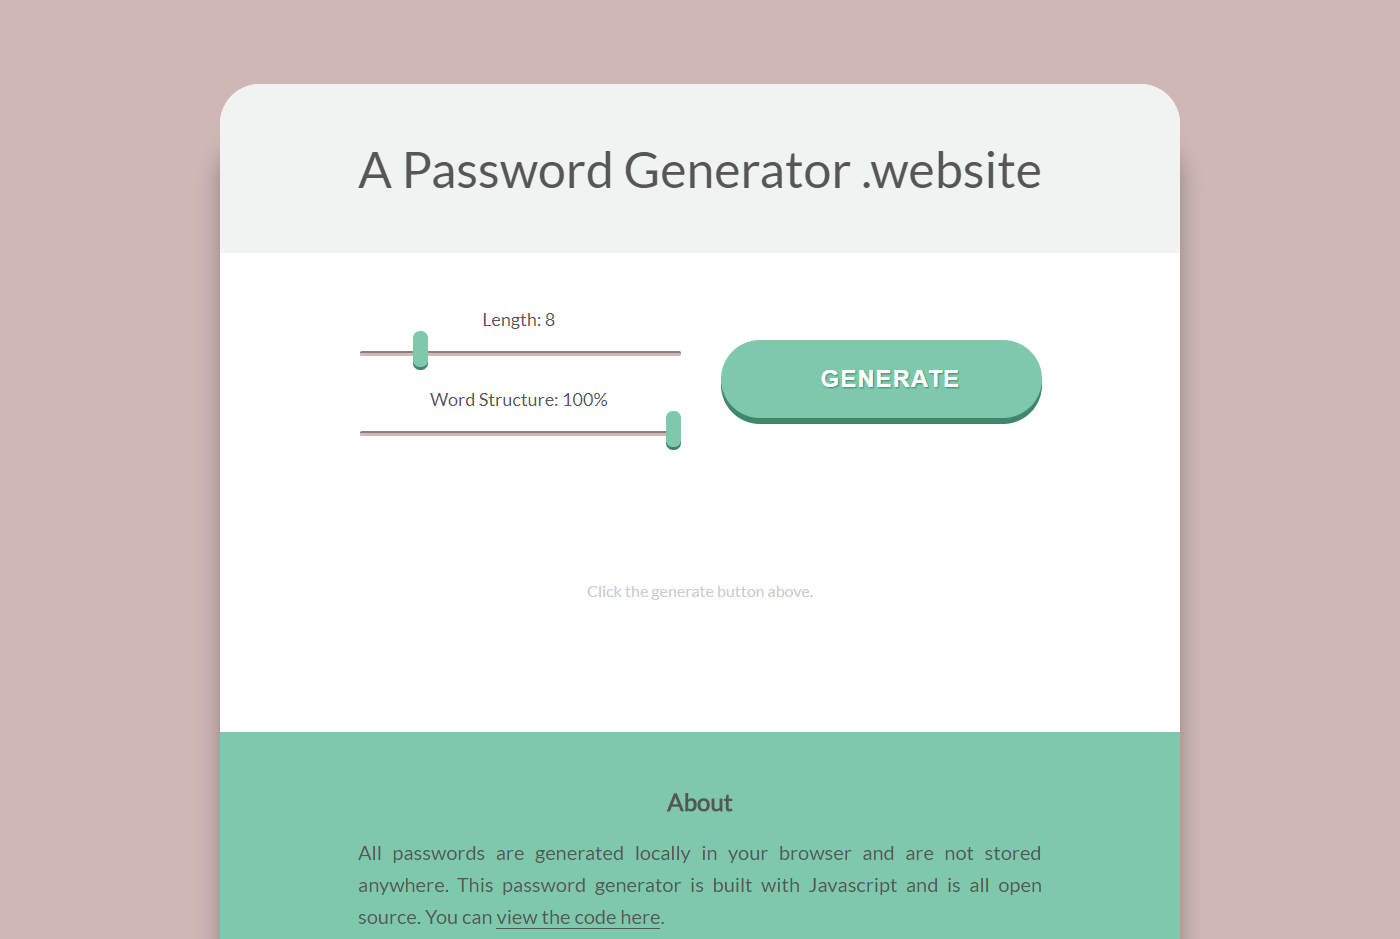 A Password Generator .website
Length: 8
Word Structure: 100%
GENERATE
Click the generate button above.
About
All passwords are generated locally in your browser and are not stored
anywhere. This password generator is built with Javascript and is all open
source. You can view the code here.